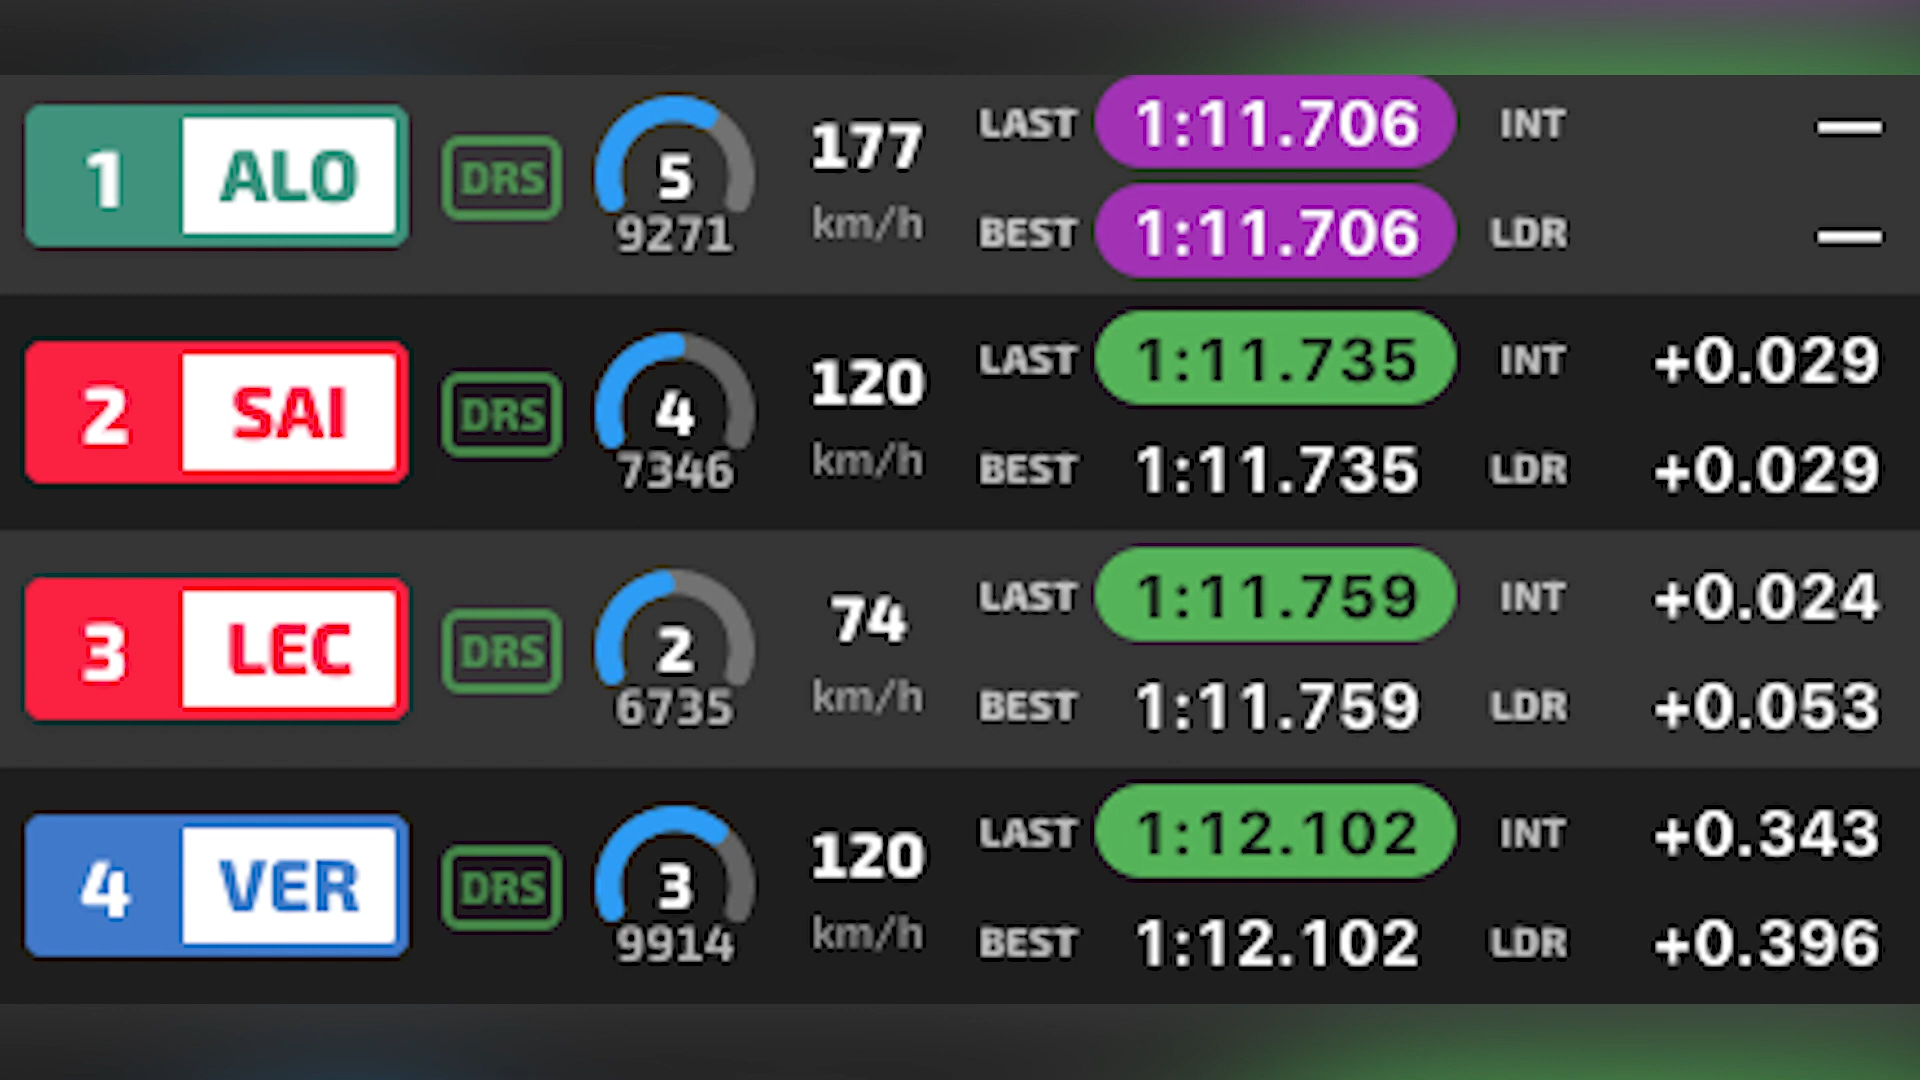 1 ALO DRS 5 9271 177 km/h LAST 1:11.706 INT —
BEST 1:11.706 LDR —
2 SAI DRS 4 7346 120 km/h LAST 1:11.735 INT +0.029
BEST 1:11.735 LDR +0.029
3 LEC DRS 2 6735 74 km/h LAST 1:11.759 INT +0.024
BEST 1:11.759 LDR +0.053
4 VER DRS 3 9914 120 km/h LAST 1:12.102 INT +0.343
BEST 1:12.102 LDR +0.396